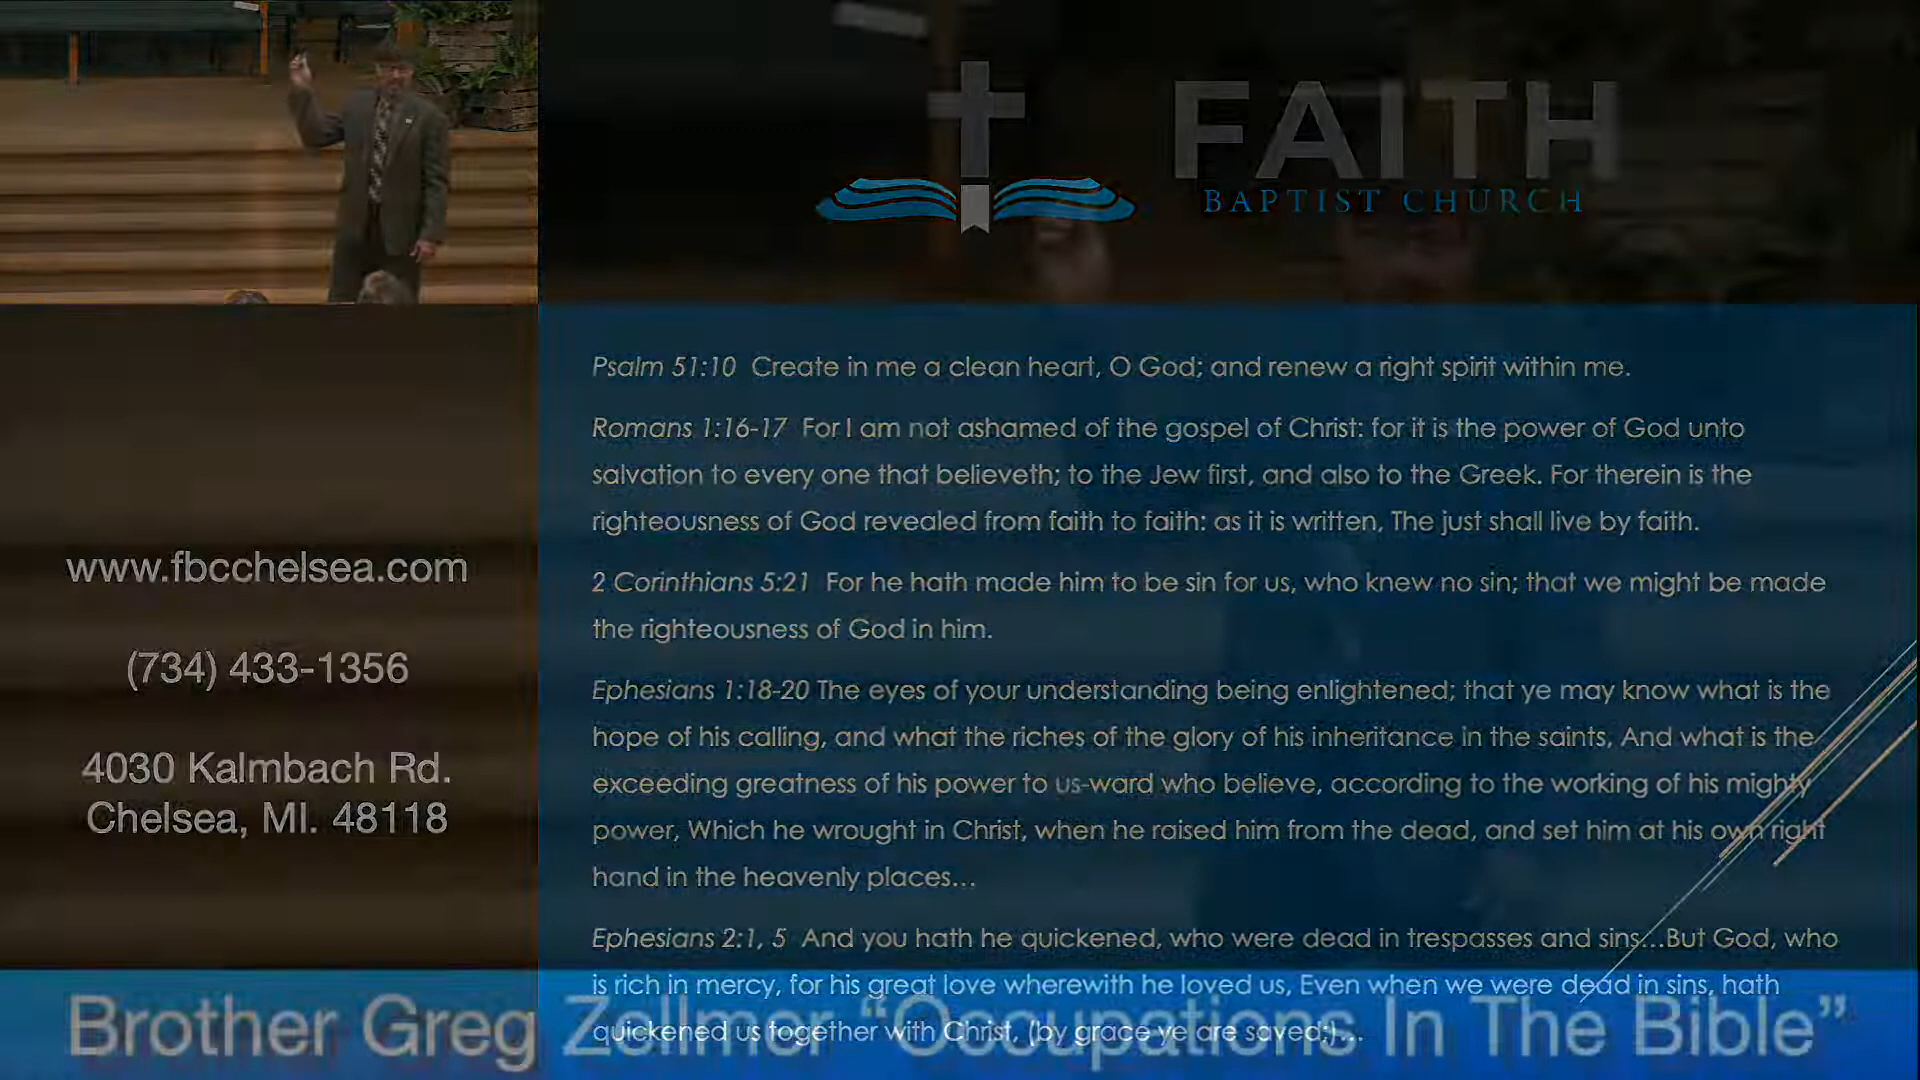 FAITH
BAPTIST CHURCH
Psalm 51:10 Create in me a clean heart, O God; and renew a right spirit within me.
Romans 1:16-17 For I am not ashamed of the gospel of Christ: for it is the power of God unto
salvation to every one that believeth; to the Jew first, and also to the Greek. For therein is the
righteousness of God revealed from faith to faith: as it is written, The just shall live by faith.
2 Corinthians 5:21 For he hath made him to be sin for us, who knew no sin; that we might be made
the righteousness of God in him.
Ephesians 1:18-20 The eyes of your understanding being enlightened; that ye may know what is the
hope of his calling, and what the riches of the glory of his inheritance in the saints, And what is the
exceeding greatness of his power to us-ward who believe, according to the working of his mighty
power, Which he wrought in Christ, when he raised him from the dead, and set him at his own right
hand in the heavenly places...
Ephesians 2:1, 5 And you hath he quickened, who were dead in trespasses and sins...But God, who
is rich in mercy, for his great love wherewith he loved us, Even when we were dead in sins, hath
quickened us together with Christ, (by grace ye are saved;)...
www.fbcchelsea.com
(734) 433-1356
4030 Kalmbach Rd.
Chelsea, MI. 48118
Brother Greg Zellmer “Occupations In The Bible”